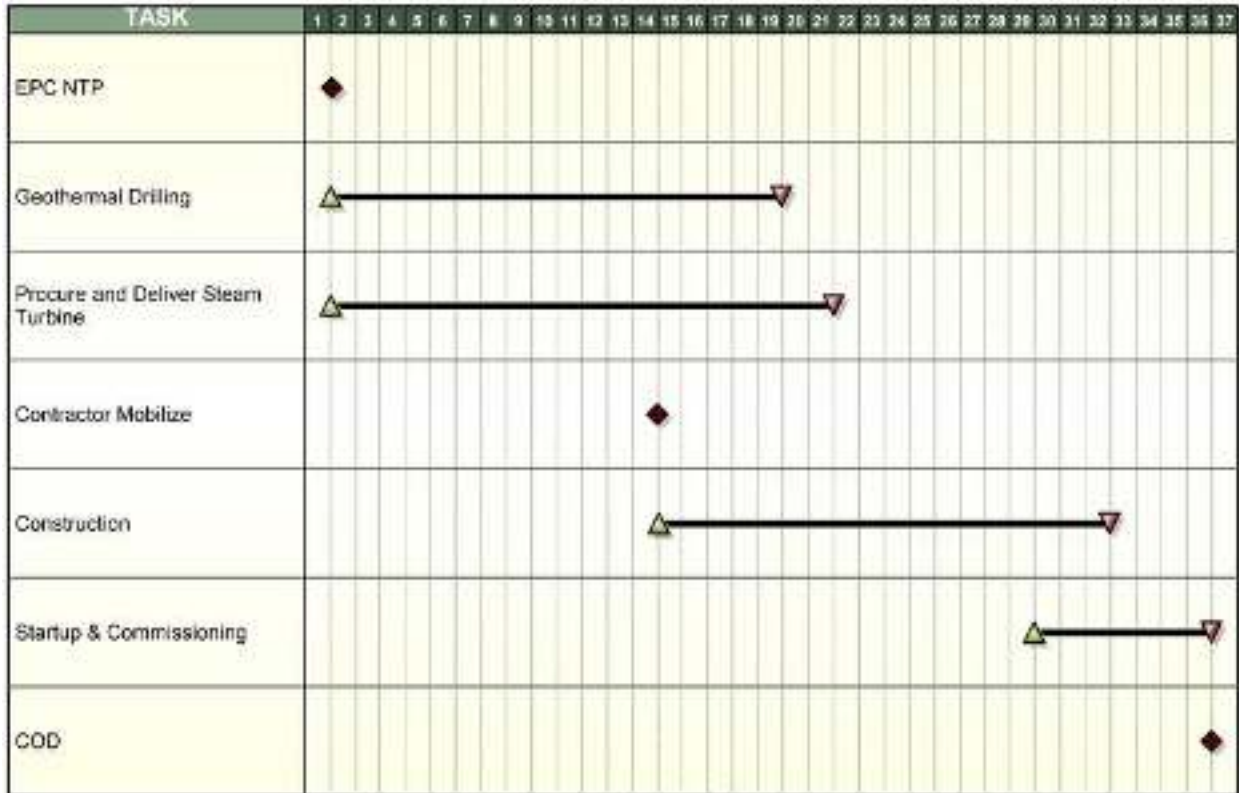 TASK 1 2 3 4 5 6 7 8 9 10 11 12 13 14 15 16 17 18 19 20 21 22 23 24 25 26 27 28 29 30 31 32 33 34 35 36 37
EPC NTP
Geothermal Drilling
Procure and Deliver Steam
Turbine
Contractor Mobilize
Construction
Startup & Commissioning
COD